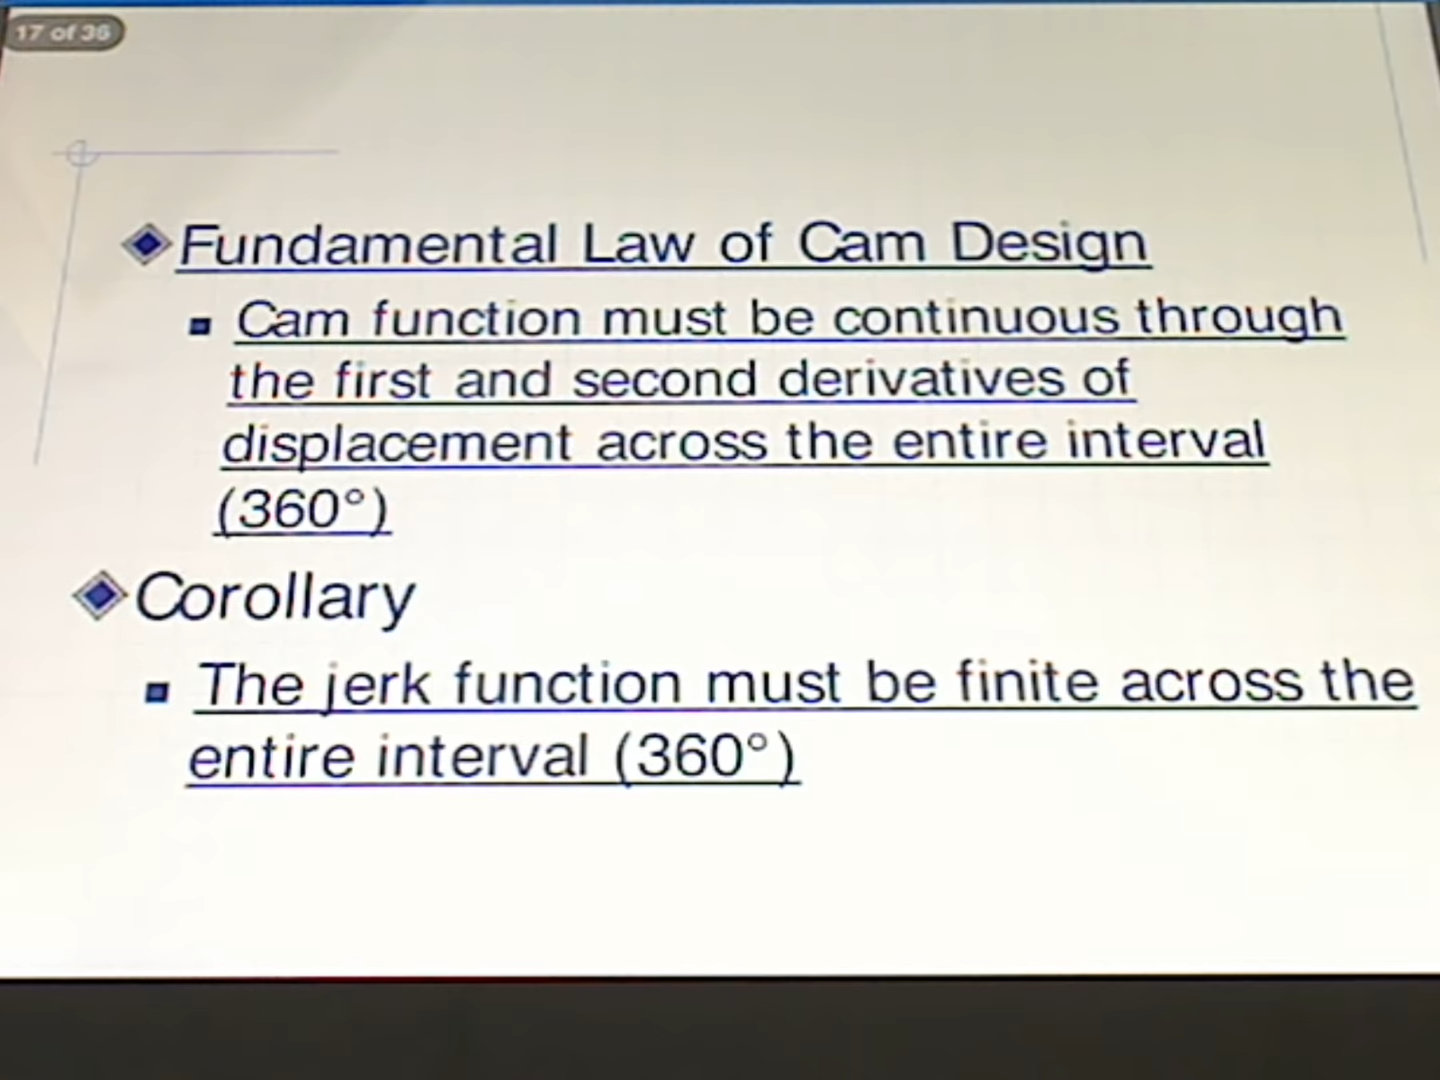 17 of 36
Fundamental Law of Cam Design
Cam function must be continuous through
the first and second derivatives of
displacement across the entire interval
(360°)
Corollary
The jerk function must be finite across the
entire interval (360°)